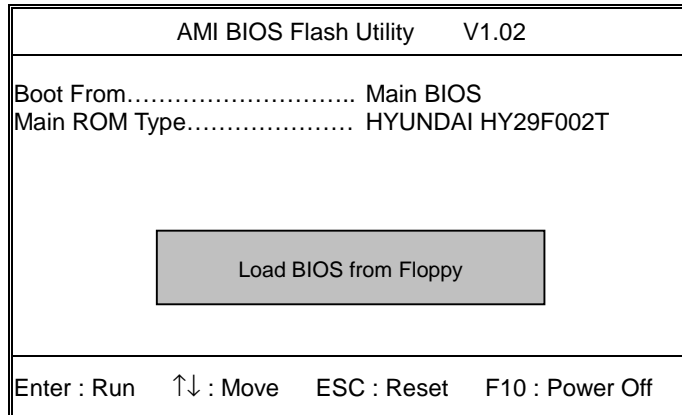 AMI BIOS Flash Utility V1.02
Boot From……………………….. Main BIOS
Main ROM Type………………… HYUNDAI HY29F002T
Load BIOS from Floppy
Enter : Run ↑↓ : Move ESC : Reset F10 : Power Off